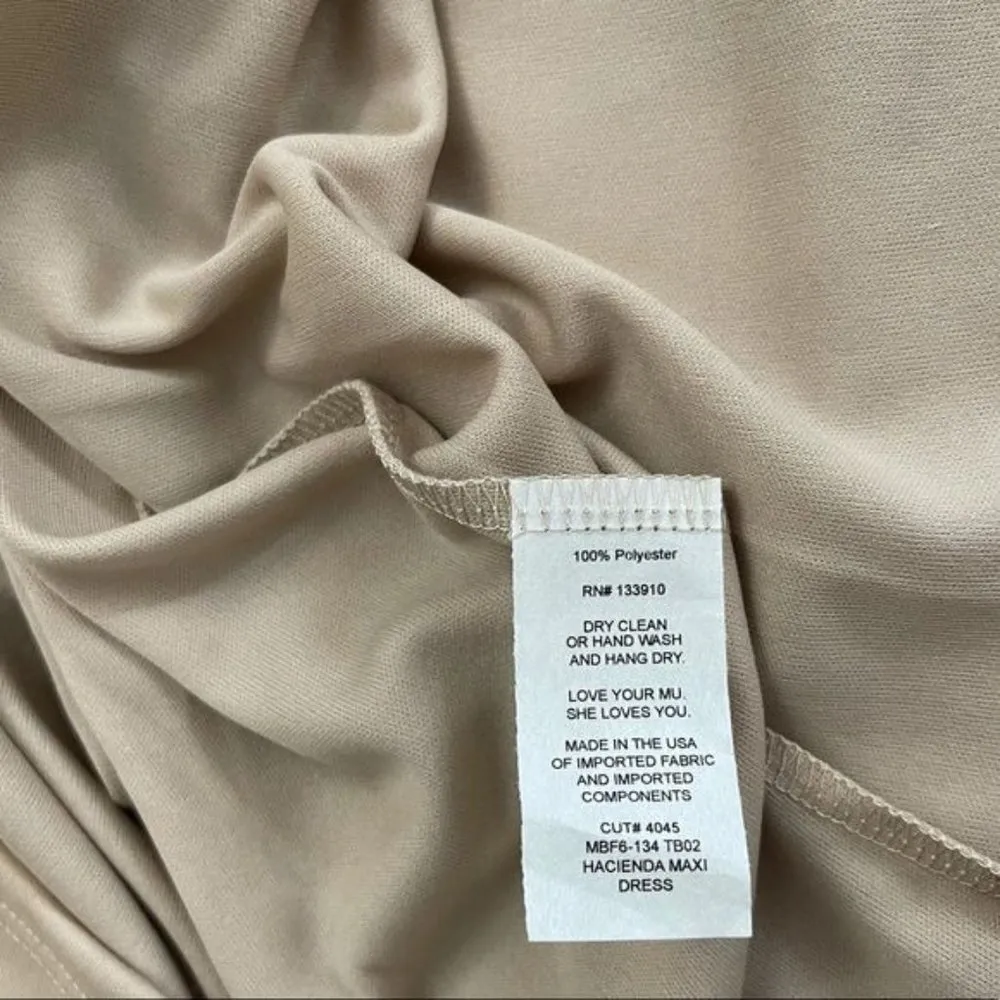 100% Polyester
RN# 133910
DRY CLEAN
OR HAND WASH
AND HANG DRY.
LOVE YOUR MU.
SHE LOVES YOU.
MADE IN THE USA
OF IMPORTED FABRIC
AND IMPORTED
COMPONENTS
CUT# 4045
MBF6-134 TB02
HACIENDA MAXI
DRESS